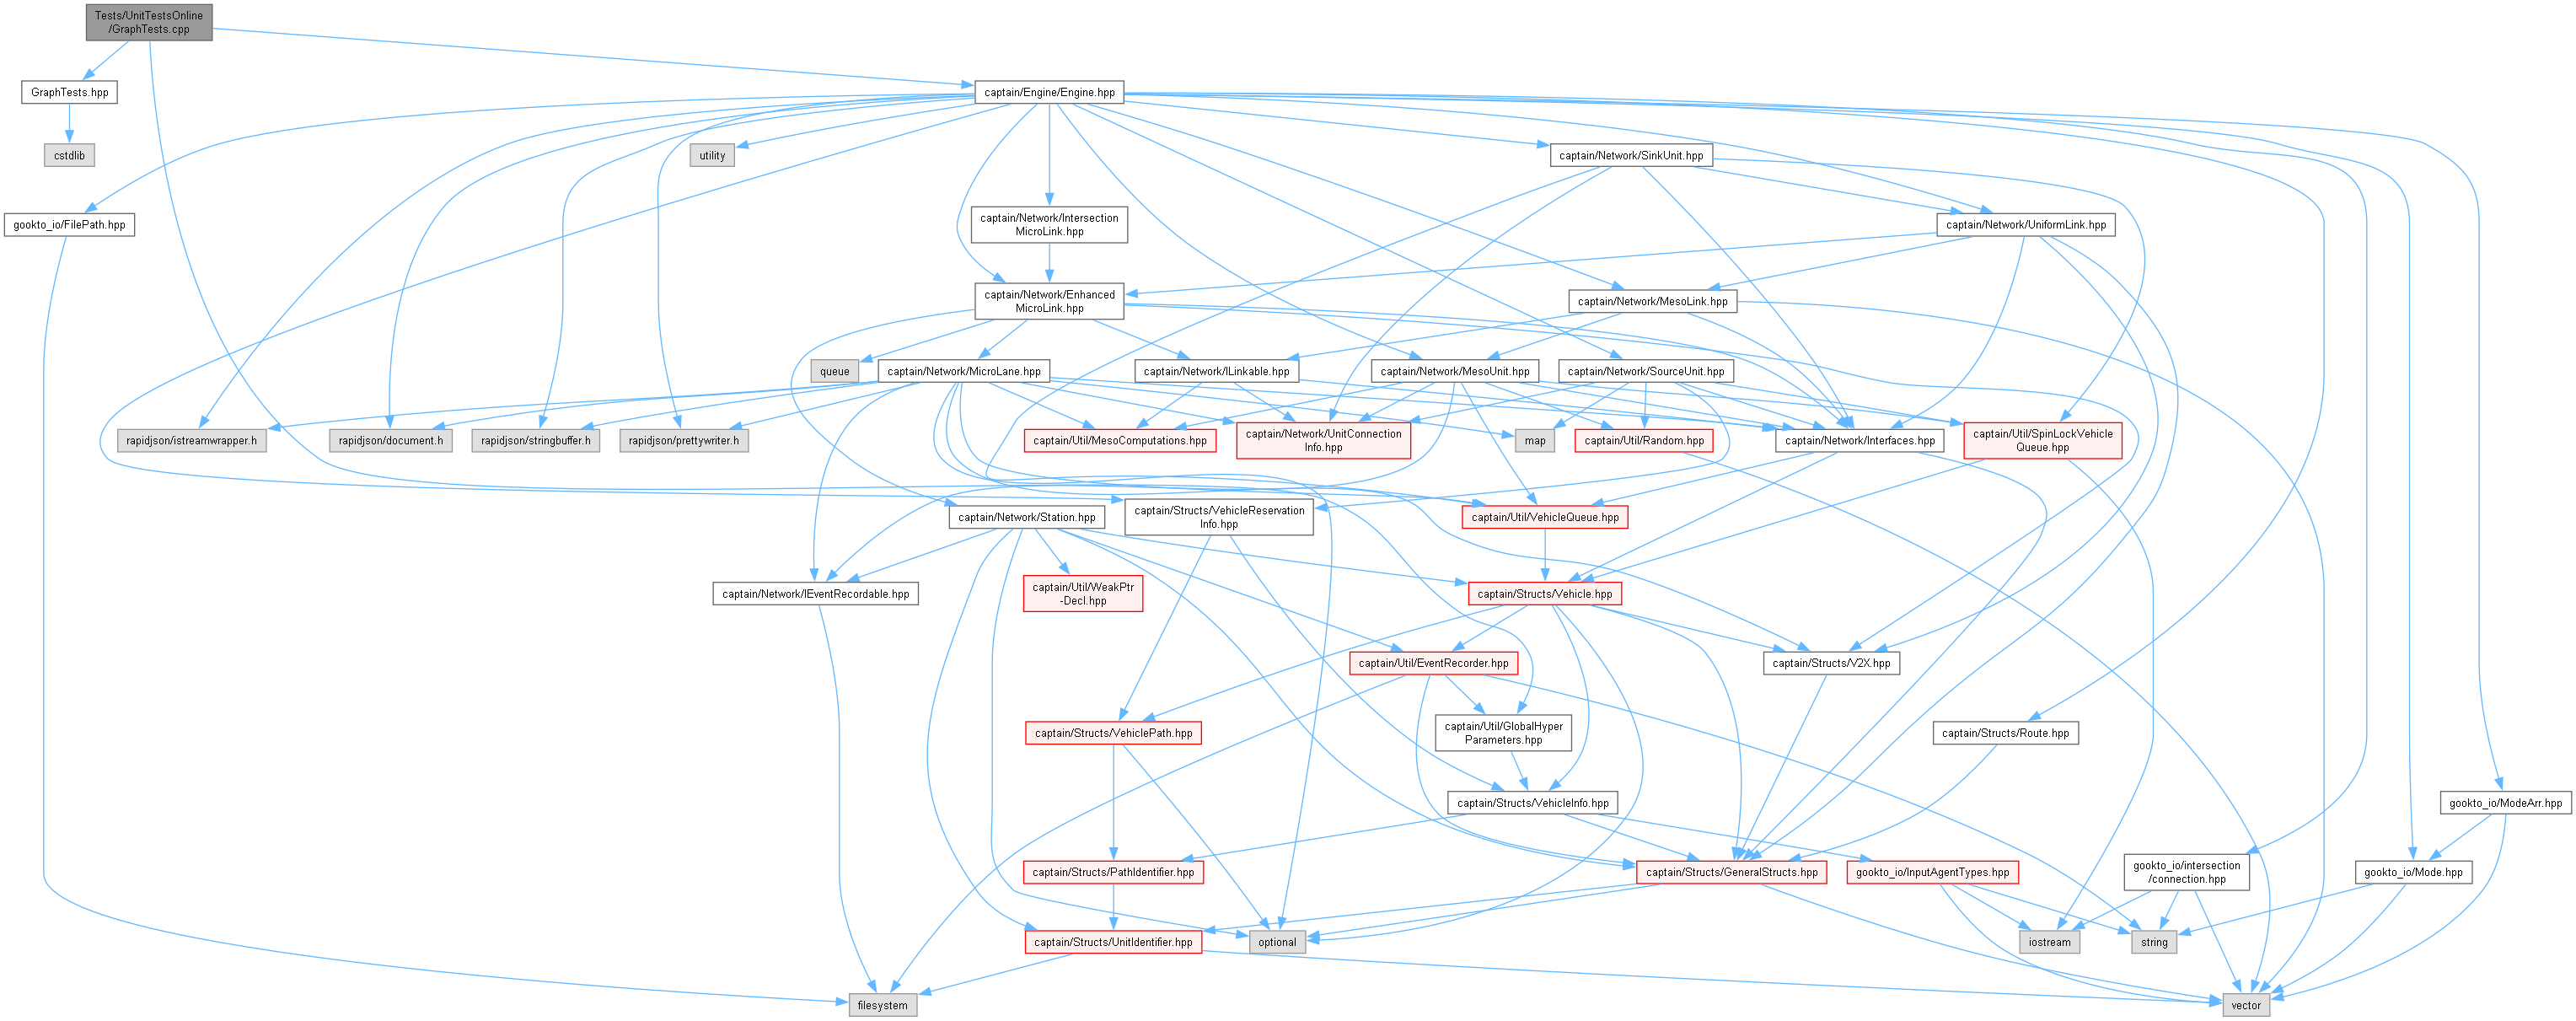 Tests/UnitTestsOnline
/GraphTests.cpp
GraphTests.hpp
captain/Engine/Engine.hpp
cstdlib
utility
captain/Network/SinkUnit.hpp
gookto_io/FilePath.hpp
captain/Network/Intersection
MicroLink.hpp
captain/Network/UniformLink.hpp
captain/Network/Enhanced
MicroLink.hpp
captain/Network/MesoLink.hpp
queue
captain/Network/MicroLane.hpp
captain/Network/ILinkable.hpp
captain/Network/MesoUnit.hpp
captain/Network/SourceUnit.hpp
rapidjson/istreamwrapper.h
rapidjson/document.h
rapidjson/stringbuffer.h
rapidjson/prettywriter.h
captain/Util/MesoComputations.hpp
captain/Network/UnitConnection
Info.hpp
map
captain/Util/Random.hpp
captain/Network/Interfaces.hpp
captain/Util/SpinLockVehicle
Queue.hpp
captain/Network/Station.hpp
captain/Structs/VehicleReservation
Info.hpp
captain/Util/VehicleQueue.hpp
captain/Network/IEventRecordable.hpp
captain/Util/WeakPtr
-Decl.hpp
captain/Structs/Vehicle.hpp
captain/Util/EventRecorder.hpp
captain/Structs/V2X.hpp
captain/Structs/VehiclePath.hpp
captain/Util/GlobalHyper
Parameters.hpp
captain/Structs/Route.hpp
captain/Structs/VehicleInfo.hpp
gookto_io/ModeArr.hpp
captain/Structs/PathIdentifier.hpp
captain/Structs/GeneralStructs.hpp
gookto_io/InputAgentTypes.hpp
gookto_io/intersection
/connection.hpp
gookto_io/Mode.hpp
captain/Structs/UnitIdentifier.hpp
optional
iostream
string
filesystem
vector